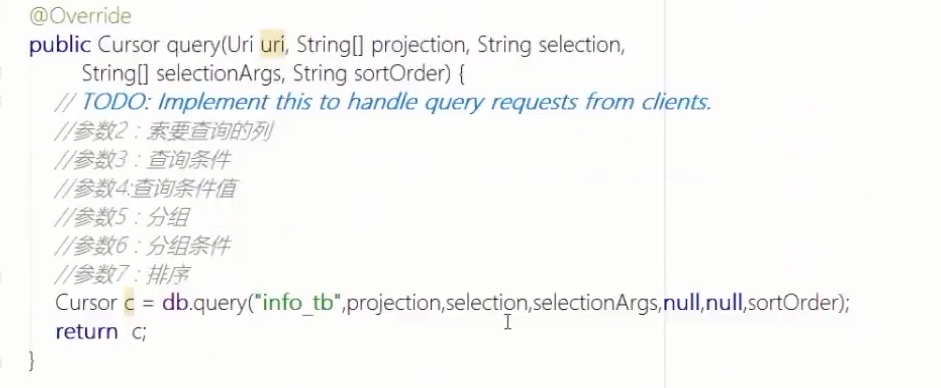 @Override
public Cursor query(Uri uri, String[] projection, String selection,
String[] selectionArgs, String sortOrder) {
// TODO: Implement this to handle query requests from clients.
//参数2：索要查询的列
//参数3：查询条件
//参数4:查询条件值
//参数5：分组
//参数6：分组条件
//参数7：排序
Cursor c = db.query("info_tb",projection,selection,selectionArgs,null,null,sortOrder);
return c;
}